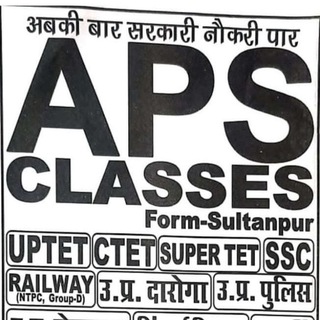 अबकी बार सरकारी नौकरी पार
APS
CLASSES
Form-Sultanpur
UPTET CTET SUPER TET SSC
RAILWAY (NTPC, Group-D) उ.प्र. दारोगा उ.प्र. पुलिस